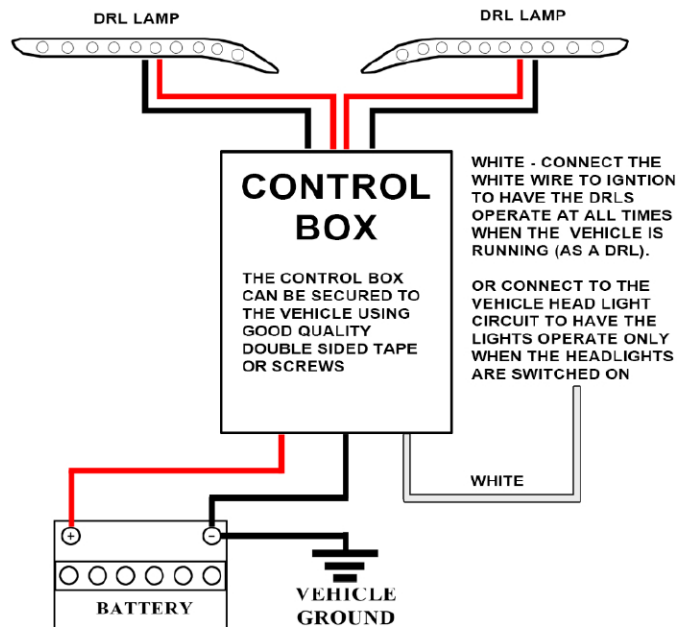 DRL LAMP
DRL LAMP
CONTROL
BOX
THE CONTROL BOX
CAN BE SECURED TO
THE VEHICLE USING
GOOD QUALITY
DOUBLE SIDED TAPE
OR SCREWS
WHITE - CONNECT THE
WHITE WIRE TO IGNTION
TO HAVE THE DRLS
OPERATE AT ALL TIMES
WHEN THE VEHICLE IS
RUNNING (AS A DRL).
OR CONNECT TO THE
VEHICLE HEAD LIGHT
CIRCUIT TO HAVE THE
LIGHTS OPERATE ONLY
WHEN THE HEADLIGHTS
ARE SWITCHED ON
WHITE
+
-
BATTERY
VEHICLE
GROUND